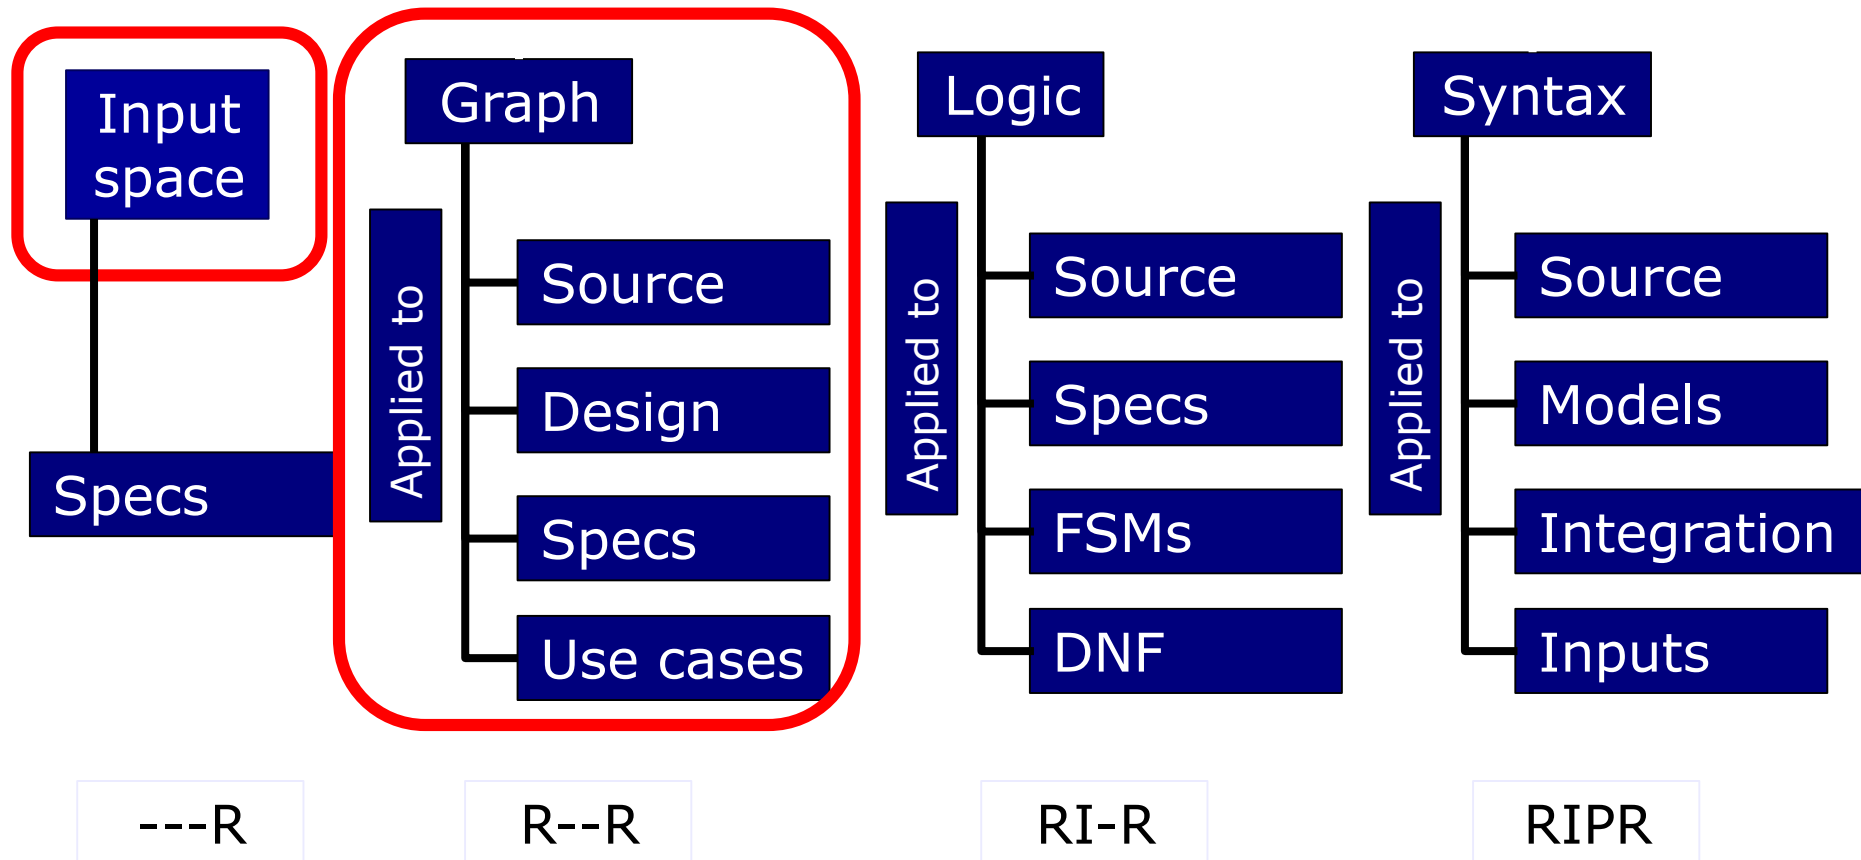 Input
space
Specs
Graph
Applied to
Source
Design
Specs
Use cases
Logic
Applied to
Source
Specs
FSMs
DNF
Syntax
Applied to
Source
Models
Integration
Inputs
---R
R--R
RI-R
RIPR